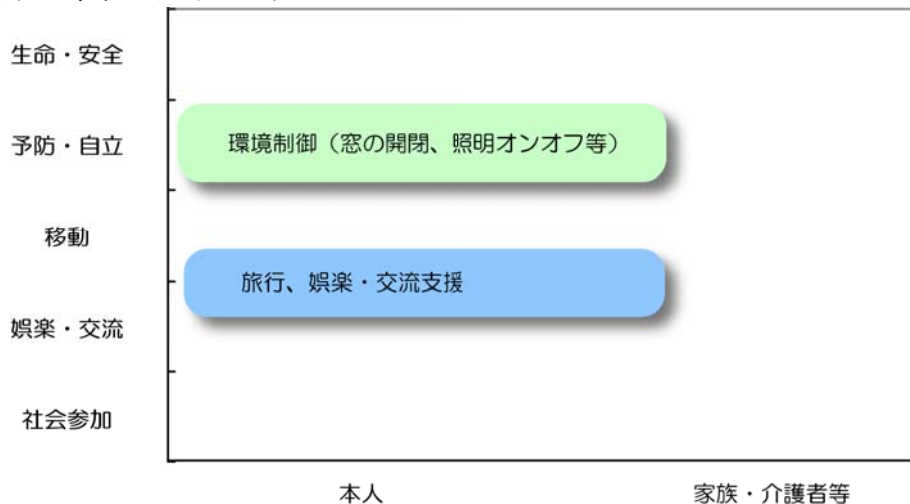 生命・安全
予防・自立
環境制御（窓の開閉、照明オンオフ等）
移動
旅行、娯楽・交流支援
娯楽・交流
社会参加
本人
家族・介護者等